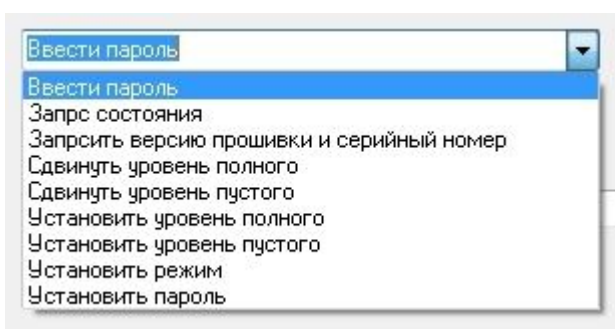 Ввести пароль
Ввести пароль
Запрс состояния
Запрсить версию прошивки и серийный номер
Сдвинуть уровень полного
Сдвинуть уровень пустого
Установить уровень полного
Установить уровень пустого
Установить режим
Установить пароль